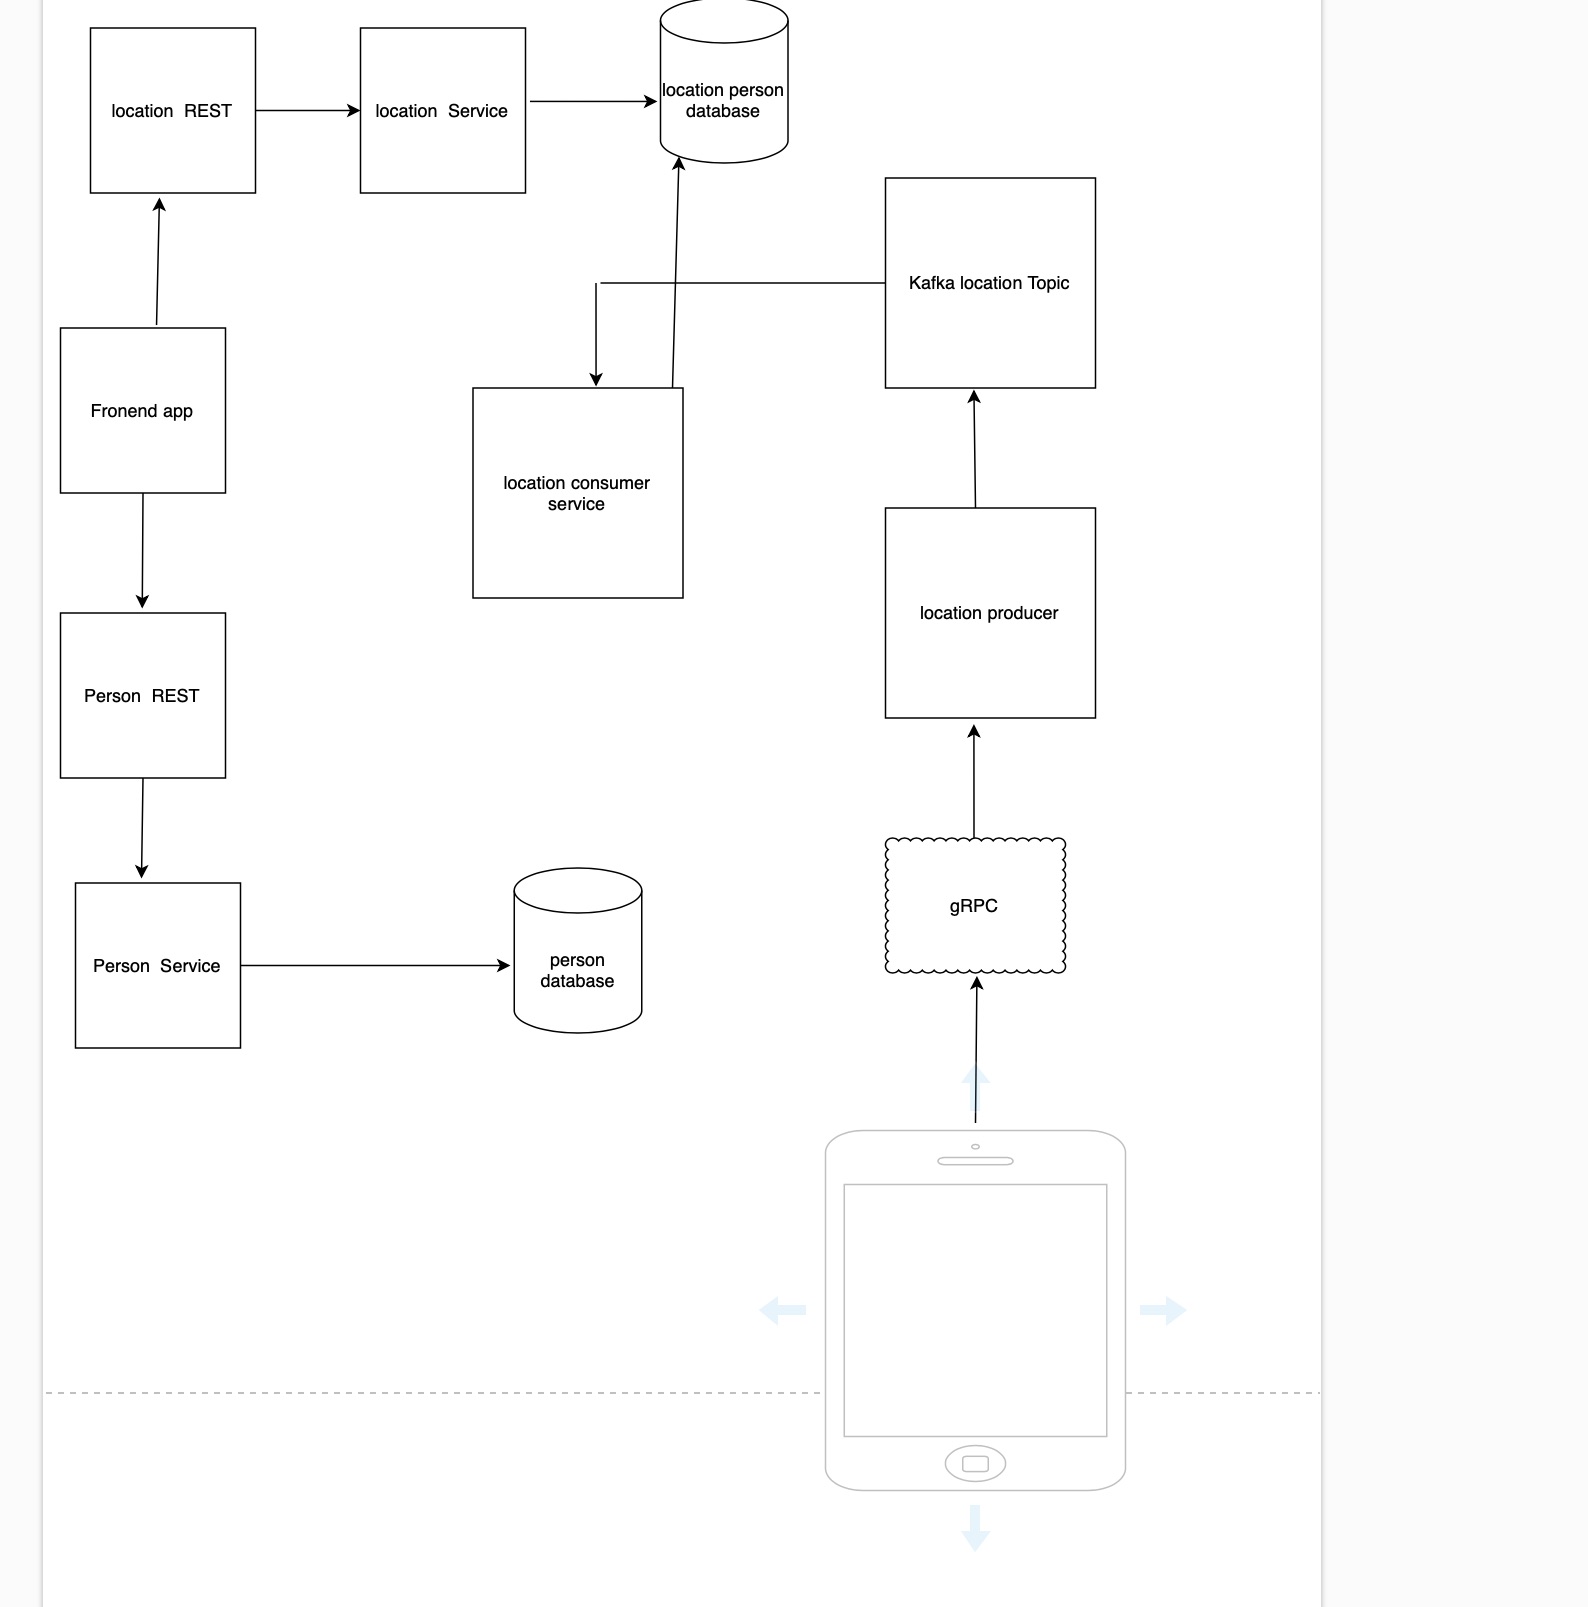 location REST
location Service
location person
database
Kafka location Topic
Fronend app
location consumer
service
location producer
Person REST
gRPC
Person Service
person
database